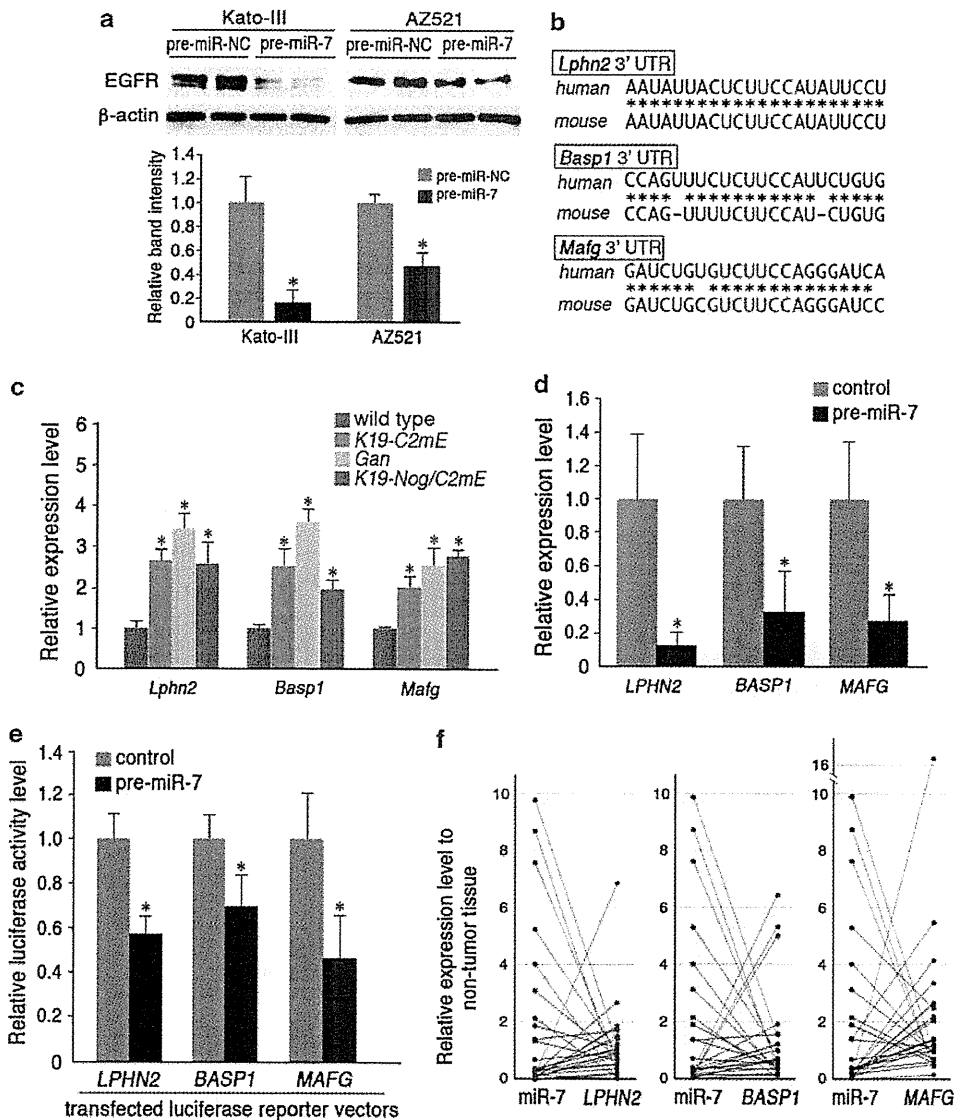 a
Kato-III AZ521
pre-miR-NC pre-miR-7 pre-miR-NC pre-miR-7
EGFR
β-actin
Relative band intensity
1.4
1.2
1.0
0.8
0.6
0.4
0.2
0
pre-miR-NC
pre-miR-7
* *
Kato-III AZ521
b
Lphn2 3' UTR
human AAUAUUACUCUUCCAUAUUCCU
**********************
mouse AAUAUUACUCUUCCAUAUUCCU
Basp1 3' UTR
human CCAGUUUCUCUUCCAUUCUGUG
**** *********** *****
mouse CCAG-UUUUCUUCCAU-CUGUG
Mafg 3' UTR
human GAUCUGUGUCUUCCAGGGAUCA
****** **************
mouse GAUCUGCGUCUUCCAGGGAUCC
c
Relative expression level
6
5
4
3
2
1
0
wild type
K19-C2mE
Gan
K19-Nog/C2mE
* * * * * * * * *
Lphn2 Basp1 Mafg
d
Relative expression level
1.6
1.4
1.2
1.0
0.8
0.6
0.4
0.2
0
control
pre-miR-7
* * *
LPHN2 BASP1 MAFG
e
Relative luciferase activity level
1.4
1.2
1.0
0.8
0.6
0.4
0
control
pre-miR-7
* * *
LPHN2 BASP1 MAFG
transfected luciferase reporter vectors
f
Relative expression level to
non-tumor tissue
10
8
6
4
2
0
miR-7 LPHN2
10
8
6
4
2
0
miR-7 BASP1
16
10
8
6
4
2
0
miR-7 MAFG